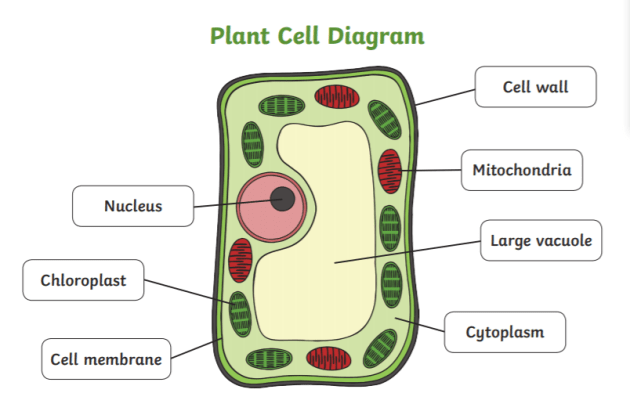 Plant Cell Diagram
Cell wall
Mitochondria
Nucleus
Large vacuole
Chloroplast
Cytoplasm
Cell membrane